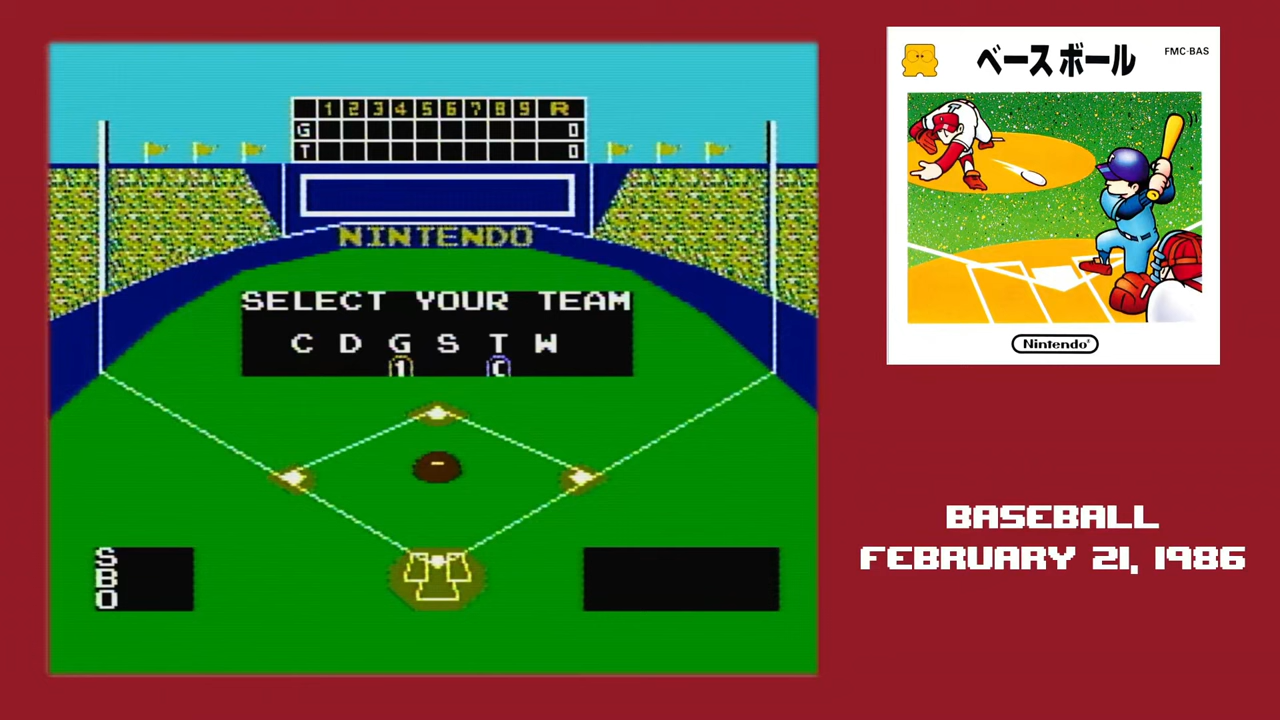 1 2 3 4 5 6 7 8 9 R
G 0
T 0
NINTENDO
SELECT YOUR TEAM
C D G S T W
1 C
S
B
O
ベースボール
FMC-BAS
T
Nintendo®
BASEBALL
FEBRUARY 21, 1986